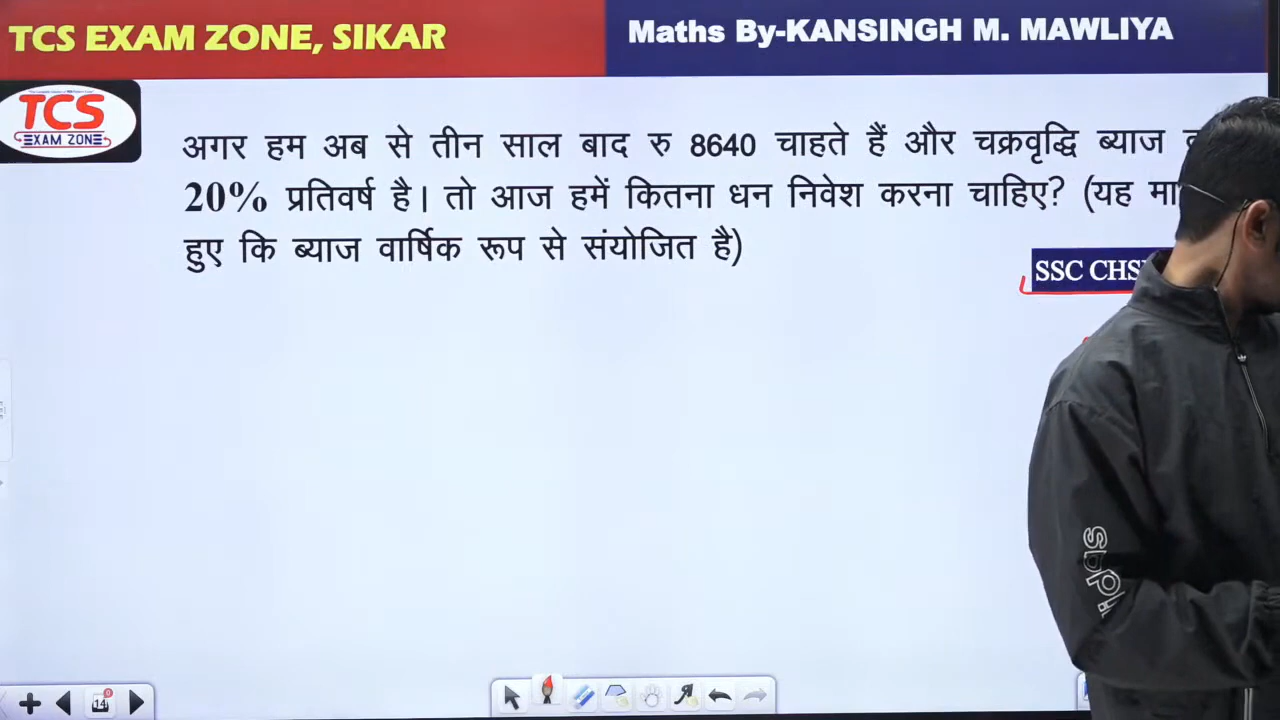 TCS EXAM ZONE, SIKAR
Maths By-KANSINGH M. MAWLIYA
TCS
EXAM ZONE
अगर हम अब से तीन साल बाद रु 8640 चाहते हैं और चक्रवृद्धि ब्याज
20% प्रतिवर्ष है। तो आज हमें कितना धन निवेश करना चाहिए? (यह
हुए कि ब्याज वार्षिक रूप से संयोजित है)
SSC
adidas
14